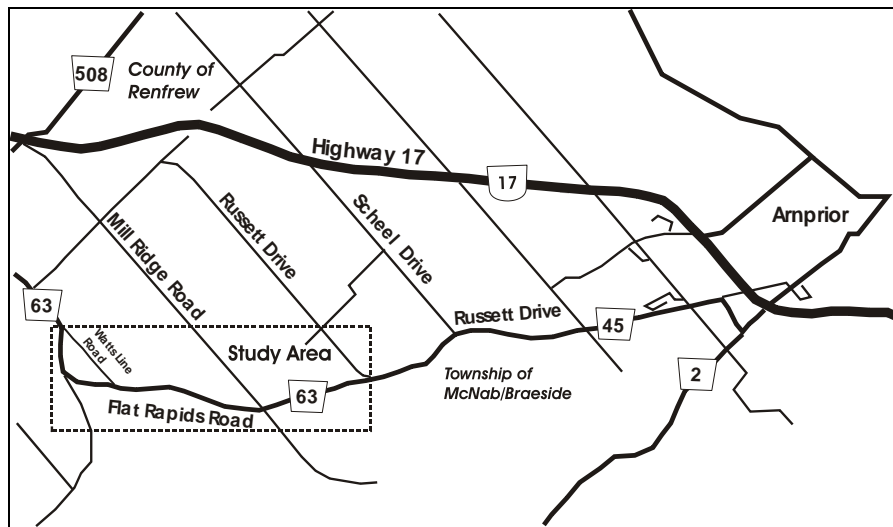 508
County of
Renfrew
Highway 17
17
Arnprior
Russett Drive
Scheel Drive
Mill Ridge Road
63
Watts Line
Road
Study Area
Russett Drive
45
63
Flat Rapids Road
Township of
McNab/Braeside
2